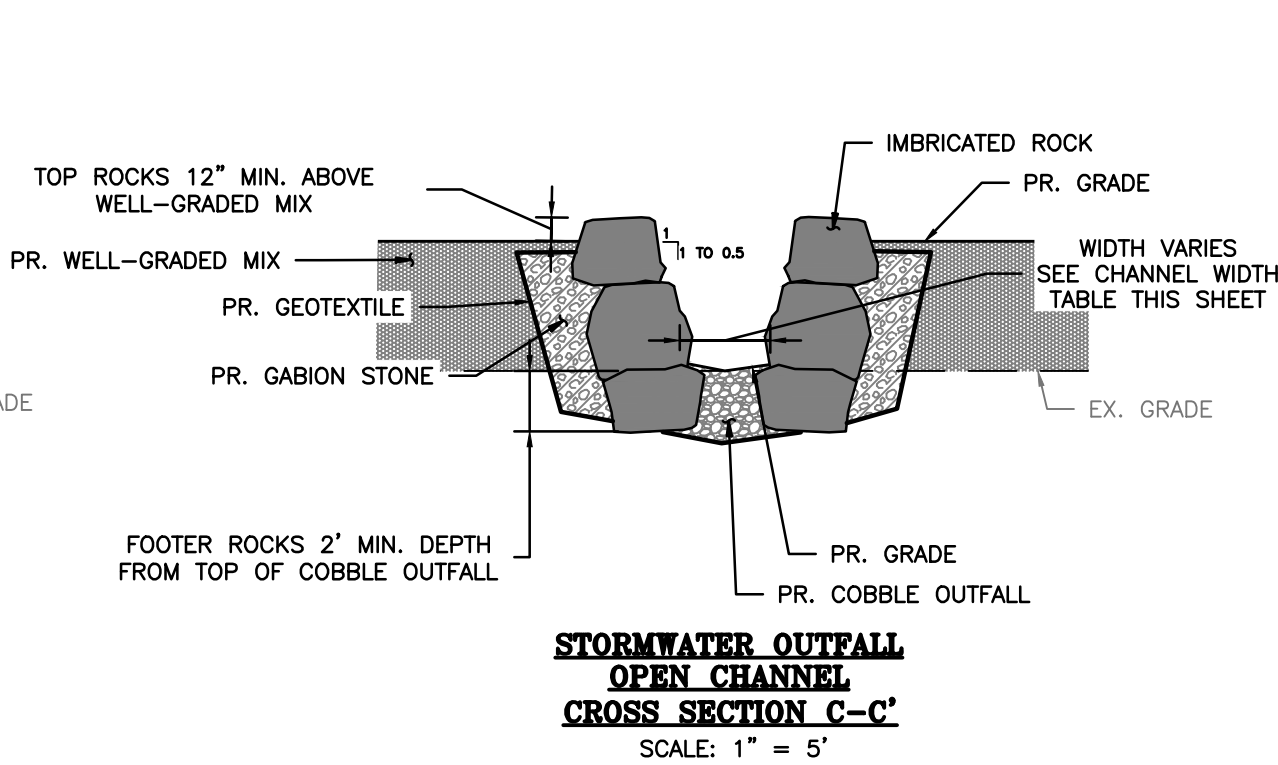 IMBRICATED ROCK
TOP ROCKS 12" MIN. ABOVE
WELL-GRADED MIX
PR. GRADE
1
1 TO 0.5
PR. WELL-GRADED MIX
WIDTH VARIES
SEE CHANNEL WIDTH
TABLE THIS SHEET
PR. GEOTEXTILE
PR. GABION STONE
ADE
EX. GRADE
FOOTER ROCKS 2' MIN. DEPTH
FROM TOP OF COBBLE OUTFALL
PR. GRADE
PR. COBBLE OUTFALL
STORMWATER OUTFALL
OPEN CHANNEL
CROSS SECTION C-C'
SCALE: 1" = 5'